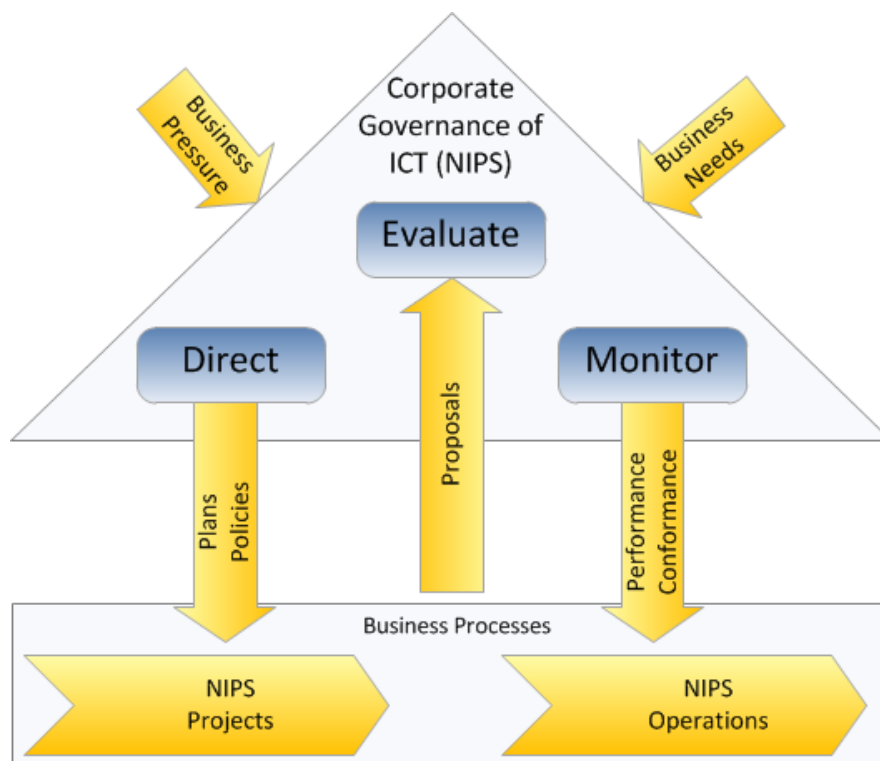 Corporate
Governance of
ICT (NIPS)
Business
Pressure
Business
Needs
Evaluate
Direct
Monitor
Plans
Policies
Proposals
Performance
Conformance
Business Processes
NIPS
Projects
NIPS
Operations